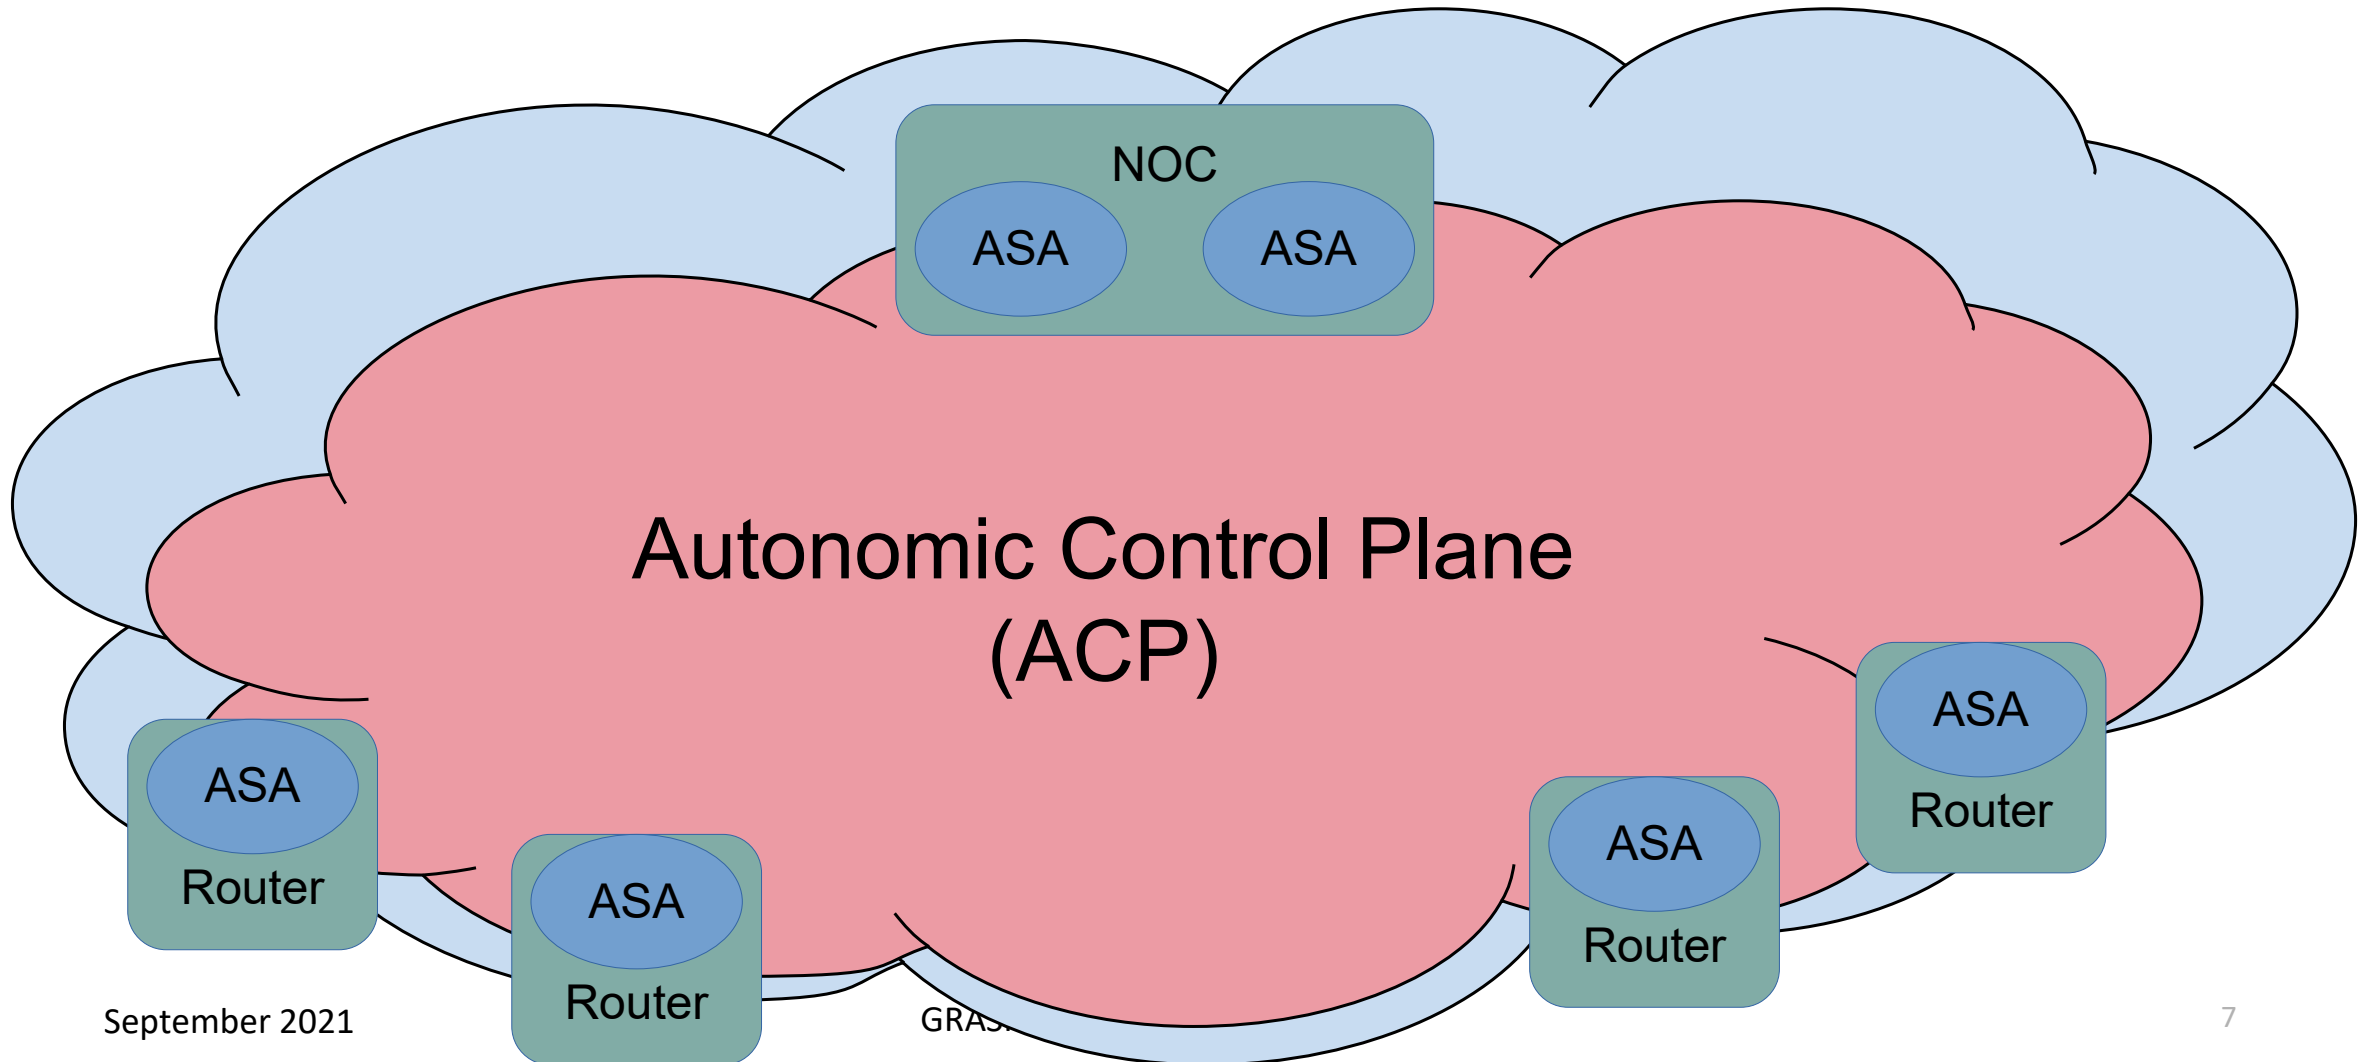 NOC
ASA
ASA
Autonomic Control Plane
(ACP)
ASA
Router
ASA
Router
ASA
Router
ASA
Router
September 2021
7